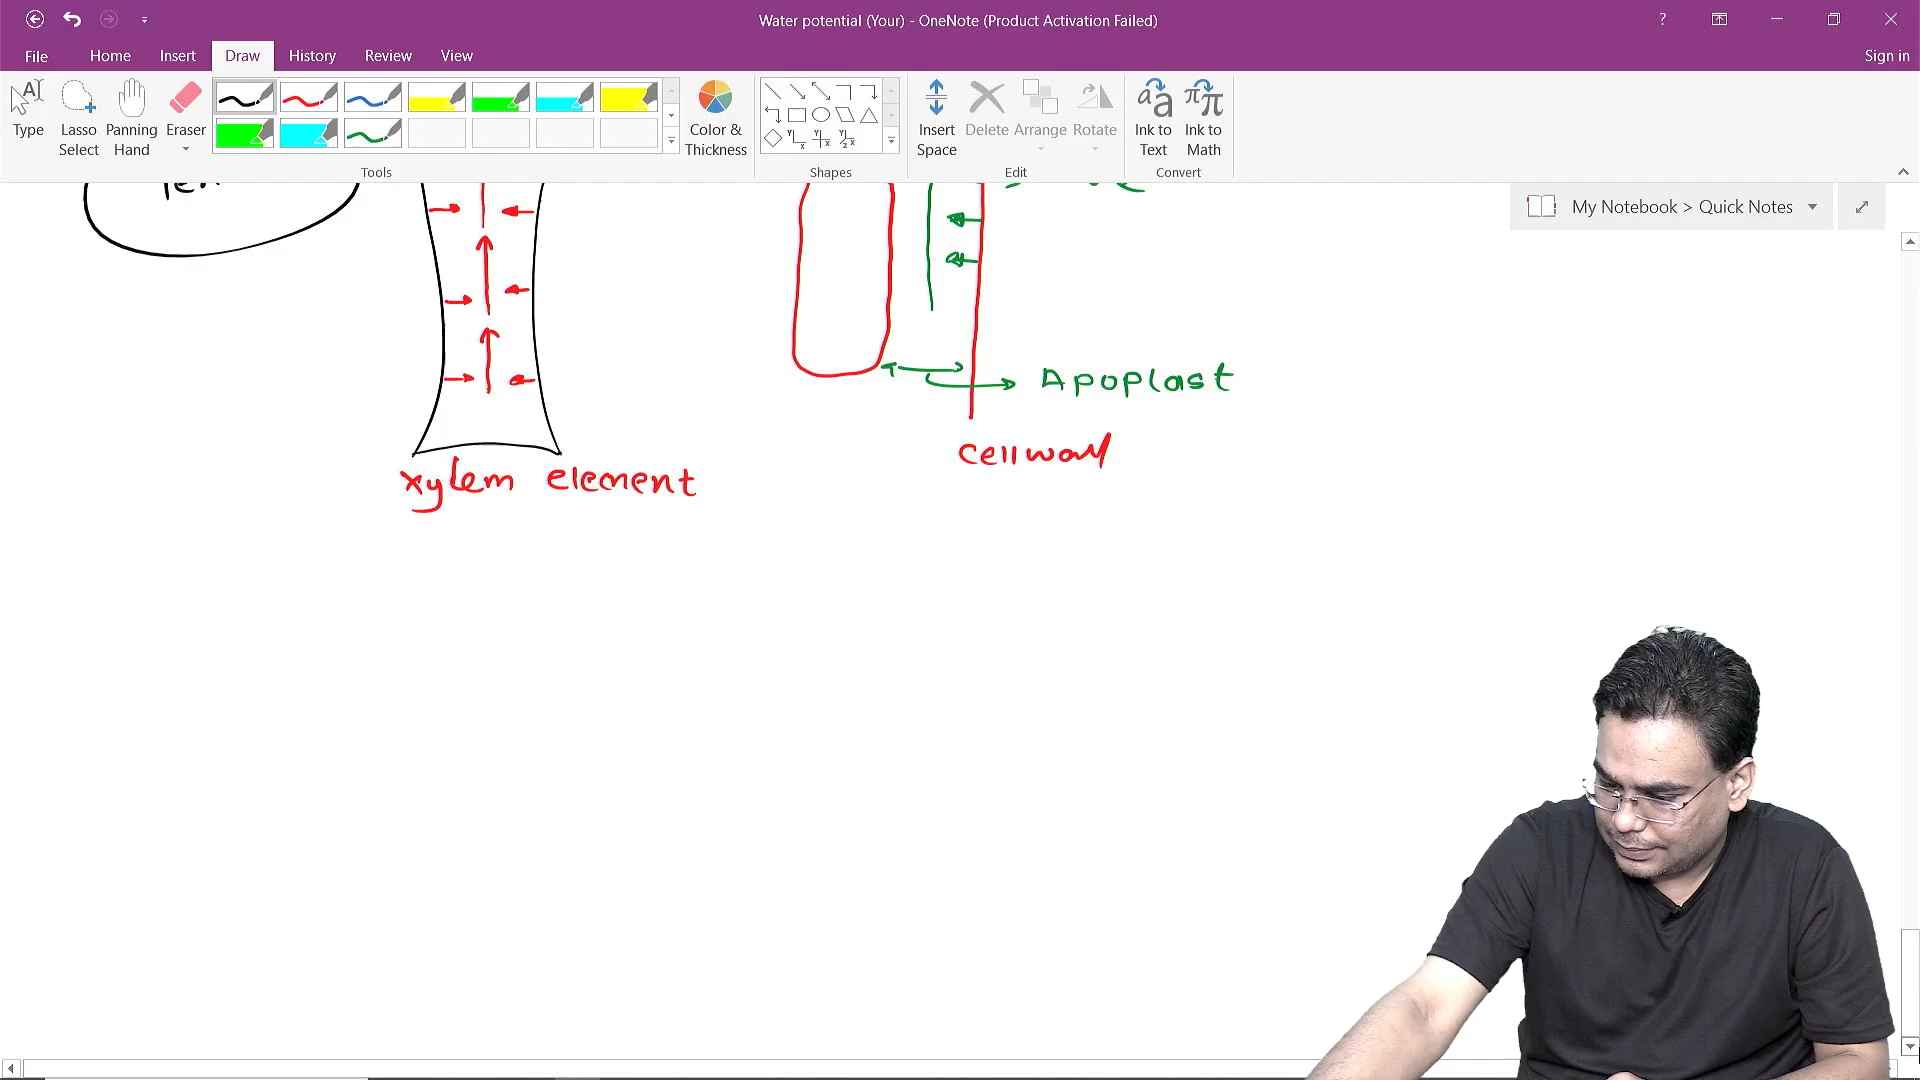 Water potential (Your) - OneNote (Product Activation Failed)
File Home Insert Draw History Review View
Sign in
Type
Lasso Select
Panning Hand
Eraser
Color & Thickness
Insert Space
Delete
Arrange
Rotate
Ink to Text
Ink to Math
Tools
Shapes
Edit
Convert
My Notebook > Quick Notes
Apoplast
cellwall
xylem element